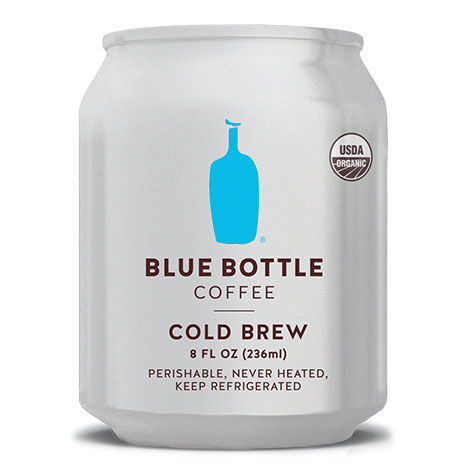 USDA
ORGANIC
®
BLUE BOTTLE
COFFEE
COLD BREW
8 FL OZ (236ml)
PERISHABLE, NEVER HEATED,
KEEP REFRIGERATED